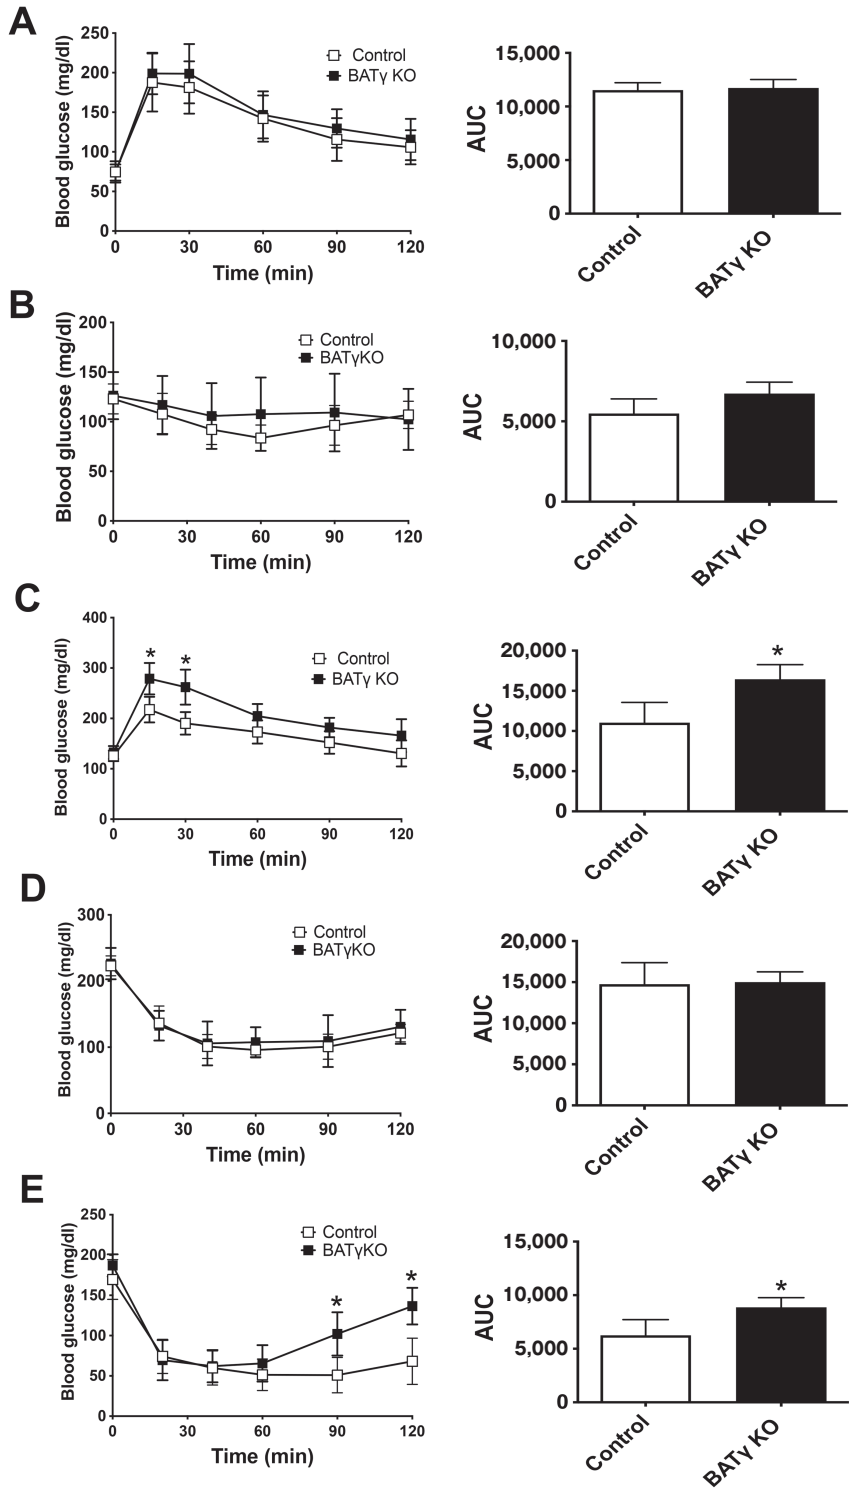 A
Blood glucose (mg/dl)
250
200
150
100
50
0
0 30 60 90 120
Time (min)
Control
BATγ KO
AUC
15,000
10,000
5,000
0
Control
BATγ KO
B
Blood glucose (mg/dl)
200
150
100
50
0
0 30 60 90 120
Time (min)
Control
BATγKO
AUC
10,000
5,000
0
Control
BATγ KO
C
Blood glucose (mg/dl)
400
300
200
100
0
0 30 60 90 120
Time (min)
* *
Control
BATγ KO
AUC
20,000
15,000
10,000
5,000
0
*
Control
BATγ KO
D
Blood glucose (mg/dl)
300
200
100
0
0 30 60 90 120
Time (min)
Control
BATγKO
AUC
20,000
15,000
10,000
5,000
0
Control
BATγ KO
E
Blood glucose (mg/dl)
250
200
150
100
50
0
0 30 60 90 120
Time (min)
Control
BATγKO
* *
AUC
15,000
10,000
5,000
0
*
Control
BATγ KO